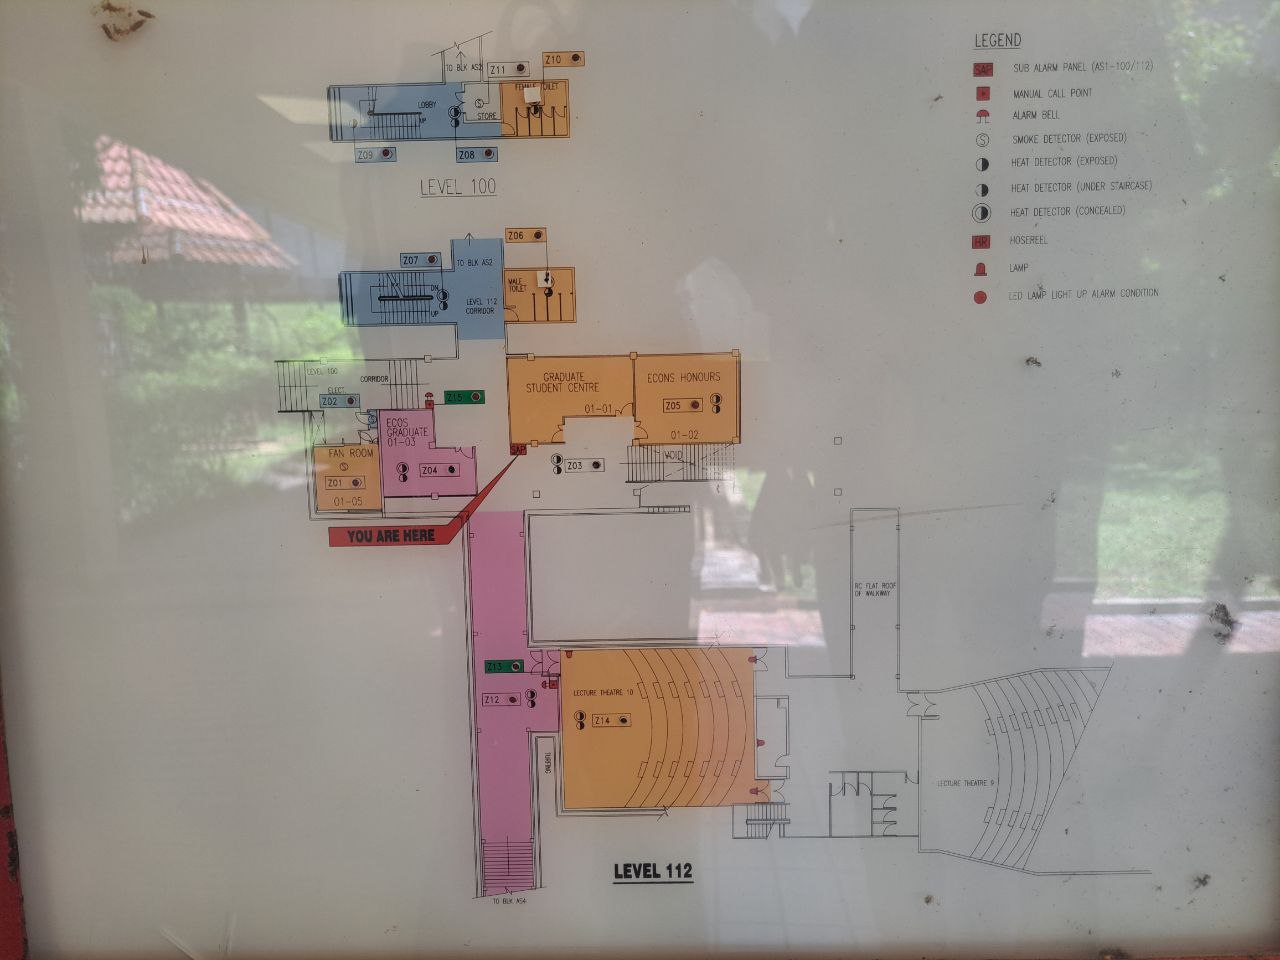 LEGEND
SAP SUB ALARM PANEL (AS1-100/112)
MANUAL CALL POINT
ALARM BELL
S SMOKE DETECTOR (EXPOSED)
HEAT DETECTOR (EXPOSED)
HEAT DETECTOR (UNDER STAIRCASE)
HEAT DETECTOR (CONCEALED)
HR HOSEREEL
LAMP
LED LAMP LIGHT UP ALARM CONDITION
TO BLK AS2
Z11
Z10
FEMALE TOILET
LOBBY
UP
S
STORE
Z09
Z08
LEVEL 100
Z06
Z07
TO BLK AS2
MALE
TOILET
DN
UP
LEVEL 112
CORRIDOR
LEVEL 100
CORRIDOR
ELECT.
Z02
Z15
GRADUATE
STUDENT CENTRE
01-01
ECONS HONOURS
Z05
01-02
ECOS
GRADUATE
01-03
Z04
FAN ROOM
S
Z01
01-05
SAP
Z03
VOID
YOU ARE HERE
RC FLAT ROOF
OF WALKWAY
Z13
Z12
LECTURE THEATRE 10
Z14
TURFING
LECTURE THEATRE 9
LEVEL 112
TO BLK AS4